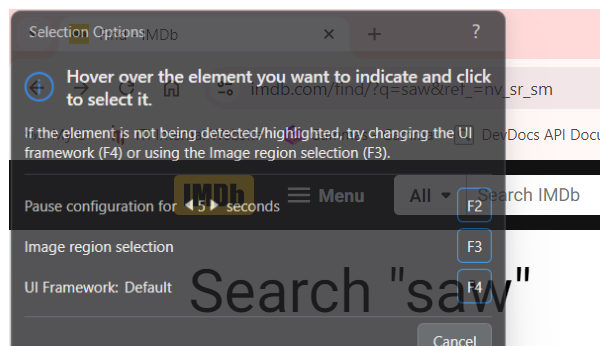 Selection Options ?
IMDb
Hover over the element you want to indicate and click
to select it.
imdb.com/find/?q=saw&ref_=nv_sr_sm
If the element is not being detected/highlighted, try changing the UI
framework (F4) or using the Image region selection (F3).
DevDocs API Docu
IMDb Menu All Search IMDb
Pause configuration for 5 seconds F2
Image region selection F3
UI Framework: Default F4
Search "saw"
Cancel